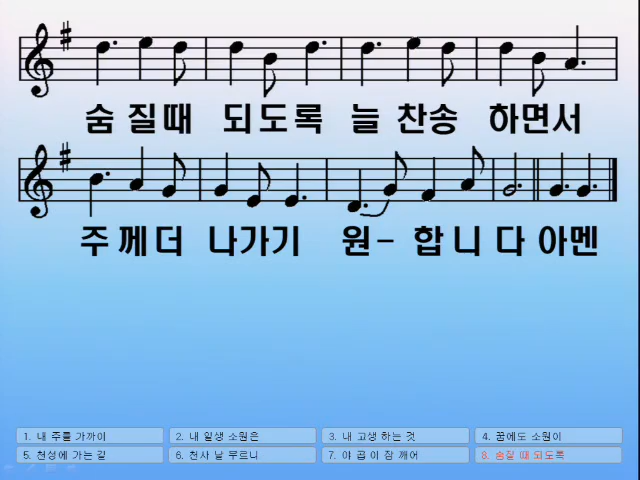 숨 질때 되도록 늘 찬송 하면서
주께더 나가기 원- 합니다 아멘
1. 내 주를 가까이
2. 내 일생 소원은
3. 내 고생 하는 것
4. 꿈에도 소원이
5. 천성에 가는 길
6. 천사 날 부르니
7. 야 곱이 잠 깨어
8. 숨질 때 되도록